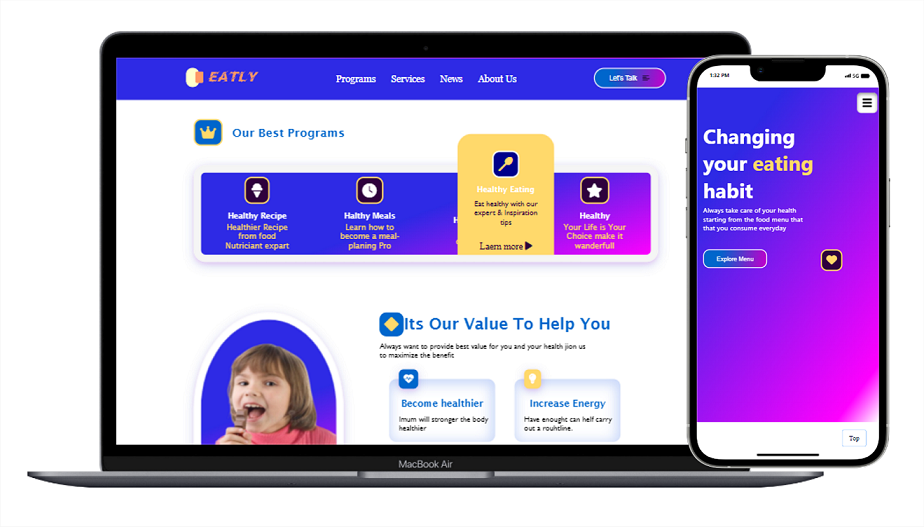 EATLY
Programs
Services
News
About Us
Let's Talk
Our Best Programs
Healthy Recipe
Healthier Recipe
from food
Nutriciant expart
Halthy Meals
Learn how to
become a meal-
planing Pro
H
Healthy Eating
Eat healthy with our
expert & Inspiration
tips
Laern more
Healthy
Your Life is Your
Choice make it
wanderfull
Its Our Value To Help You
Always want to provide best value for you and your health jion us
to maximize the benefit
Become healthier
Imum will stronger the body
healthier
Increase Energy
Have enought can helf carry
out a rouhtline.
MacBook Air
1:32 PM
5G
Changing
your eating
habit
Always take care of your health
starting from the food menu that
that you consume everyday
Explore Menu
Top